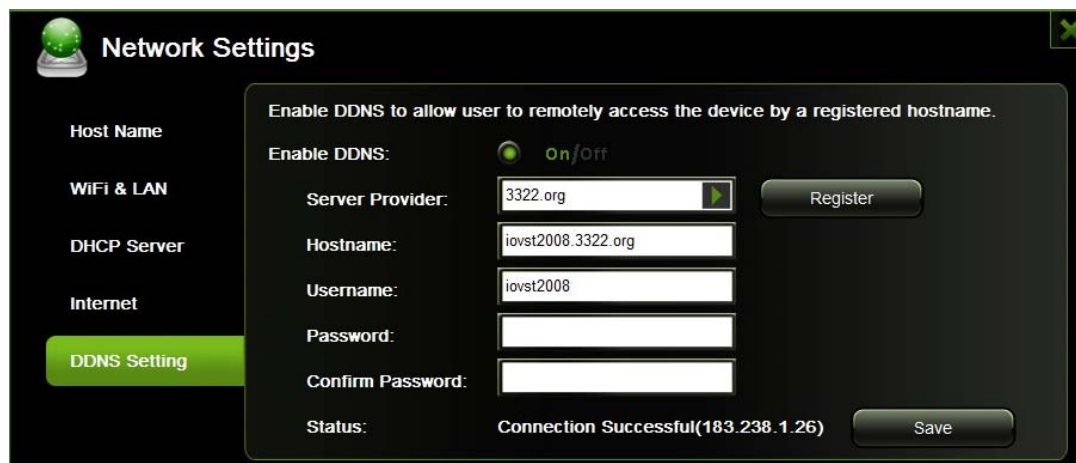 Network Settings
Host Name
WiFi & LAN
DHCP Server
Internet
DDNS Setting
Enable DDNS to allow user to remotely access the device by a registered hostname.
Enable DDNS: On/Off
Server Provider: 3322.org Register
Hostname: iovst2008.3322.org
Username: iovst2008
Password:
Confirm Password:
Status: Connection Successful(183.238.1.26) Save